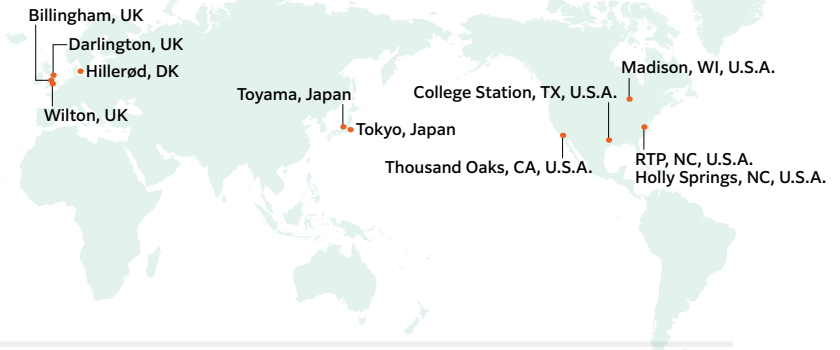 Billingham, UK
Darlington, UK
Hillerød, DK
Wilton, UK
Toyama, Japan
Tokyo, Japan
Madison, WI, U.S.A.
College Station, TX, U.S.A.
Thousand Oaks, CA, U.S.A.
RTP, NC, U.S.A.
Holly Springs, NC, U.S.A.